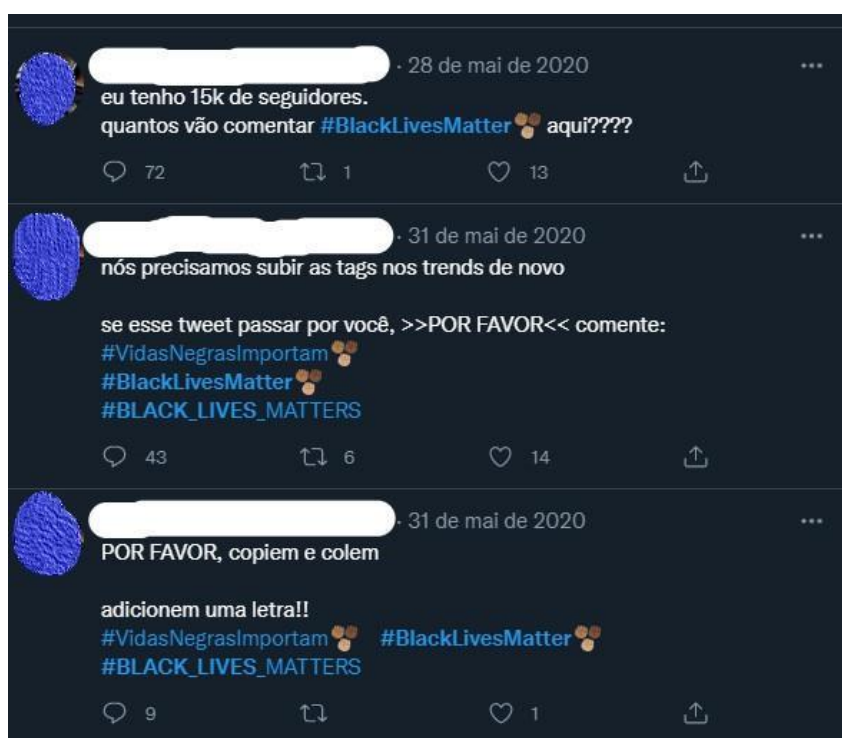 · 28 de mai de 2020
eu tenho 15k de seguidores.
quantos vão comentar #BlackLivesMatter aqui????
72 1 13
· 31 de mai de 2020
nós precisamos subir as tags nos trends de novo
se esse tweet passar por você, >>POR FAVOR<< comente:
#VidasNegrasImportam
#BlackLivesMatter
#BLACK_LIVES_MATTERS
43 6 14
· 31 de mai de 2020
POR FAVOR, copiem e colem
adicionem uma letra!!
#VidasNegrasImportam #BlackLivesMatter
#BLACK_LIVES_MATTERS
9 1